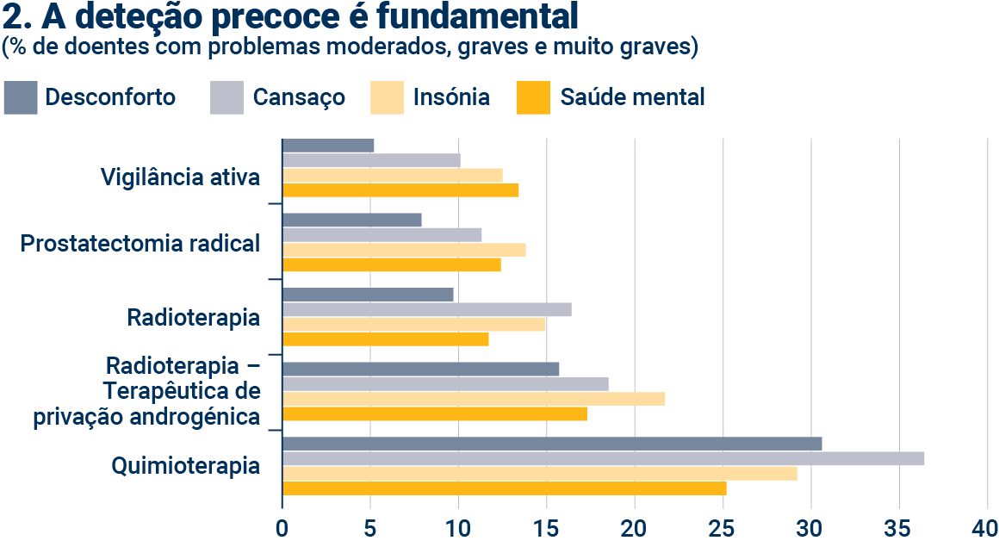 2. A deteção precoce é fundamental
(% de doentes com problemas moderados, graves e muito graves)
Desconforto
Cansaço
Insónia
Saúde mental
Vigilância ativa
Prostatectomia radical
Radioterapia
Radioterapia –
Terapêutica de
privação androgénica
Quimioterapia
0 5 10 15 20 25 30 35 40